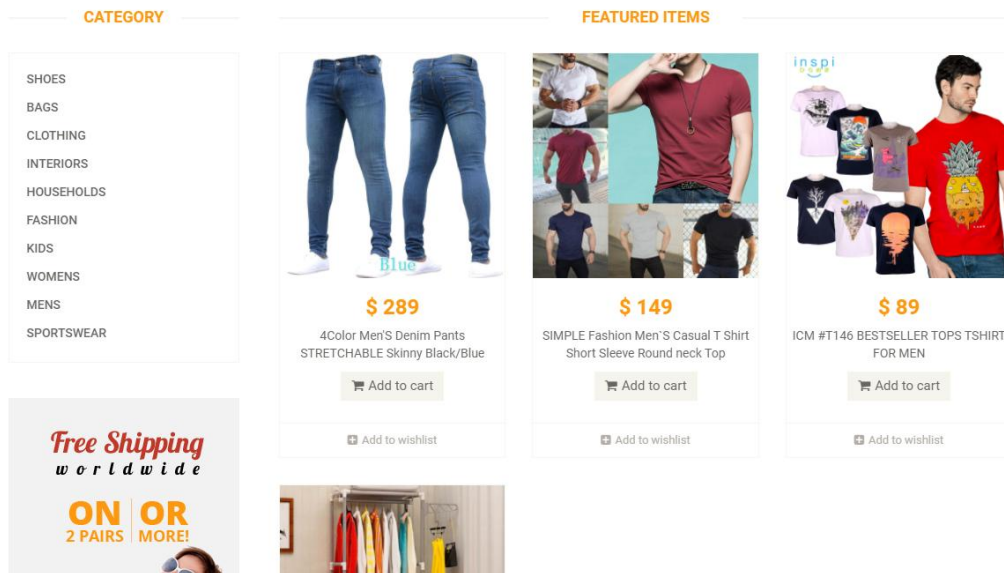 CATEGORY
SHOES
BAGS
CLOTHING
INTERIORS
HOUSEHOLDS
FASHION
KIDS
WOMENS
MENS
SPORTSWEAR
Free Shipping
worldwide
ON OR
2 PAIRS MORE!
FEATURED ITEMS
Blue
$ 289
4Color Men'S Denim Pants
STRETCHABLE Skinny Black/Blue
Add to cart
Add to wishlist
$ 149
SIMPLE Fashion Men`S Casual T Shirt
Short Sleeve Round neck Top
Add to cart
Add to wishlist
inspi
$ 89
ICM #T146 BESTSELLER TOPS TSHIRT
FOR MEN
Add to cart
Add to wishlist